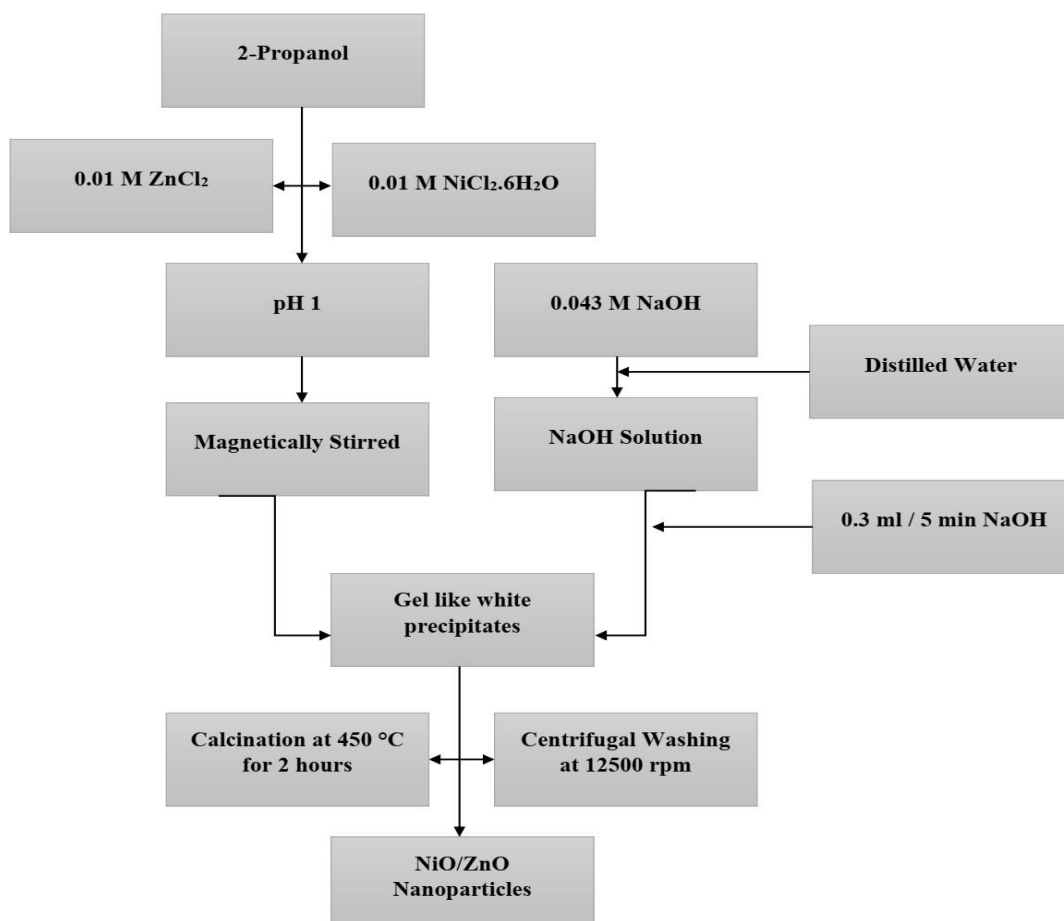 2-Propanol
0.01 M ZnCl₂
0.01 M NiCl₂.6H₂O
pH 1
0.043 M NaOH
Distilled Water
Magnetically Stirred
NaOH Solution
0.3 ml / 5 min NaOH
Gel like white
precipitates
Calcination at 450 °C
for 2 hours
Centrifugal Washing
at 12500 rpm
NiO/ZnO
Nanoparticles